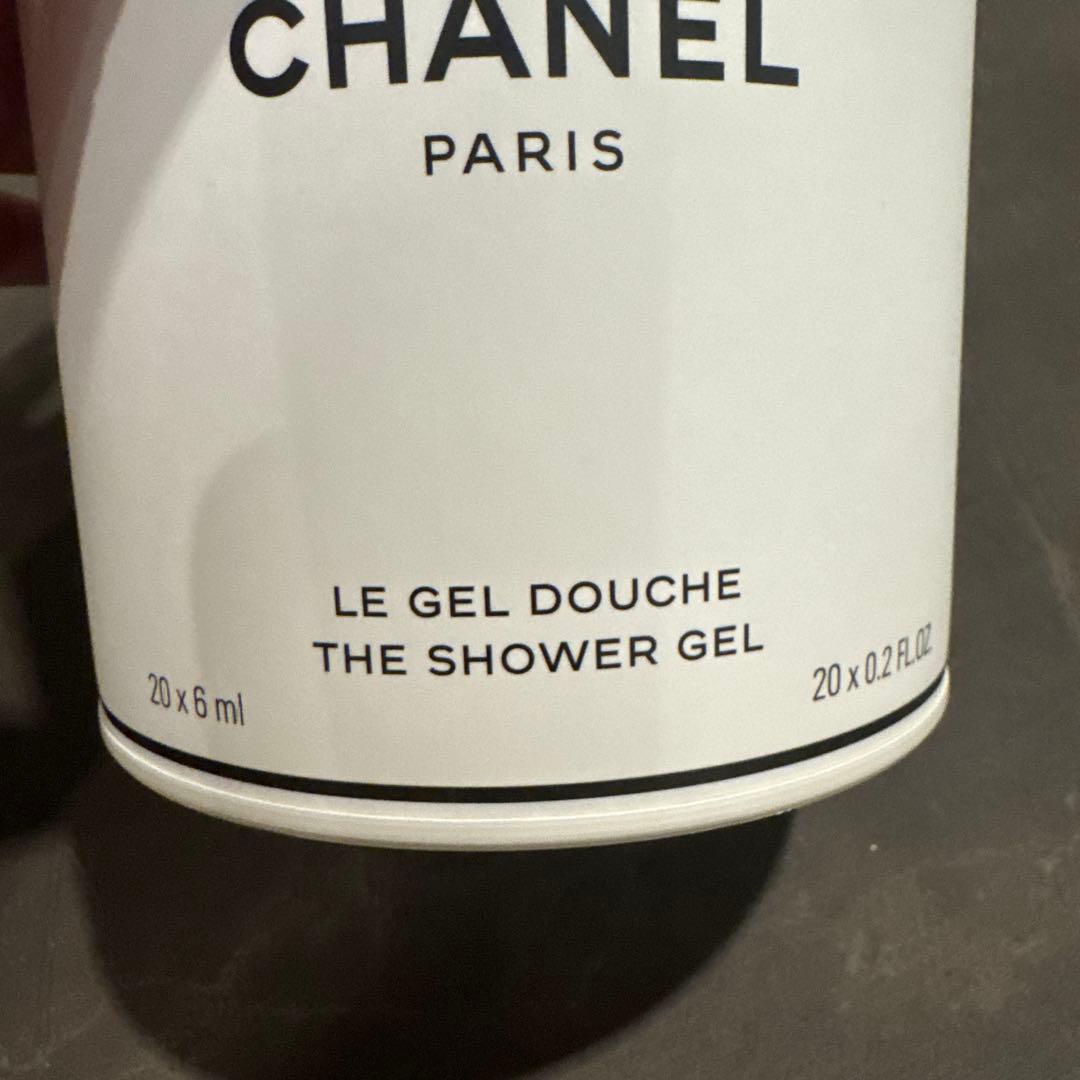 CHANEL
PARIS
LE GEL DOUCHE
THE SHOWER GEL
20 x 6 ml
20 x 0.2 FL.OZ